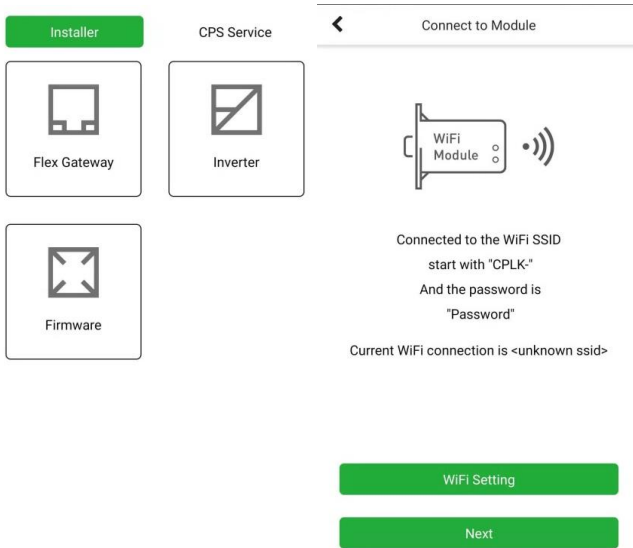 Installer
CPS Service
Flex Gateway
Inverter
Firmware
Connect to Module
WiFi
Module
Connected to the WiFi SSID
start with "CPLK-"
And the password is
"Password"
Current WiFi connection is <unknown ssid>
WiFi Setting
Next